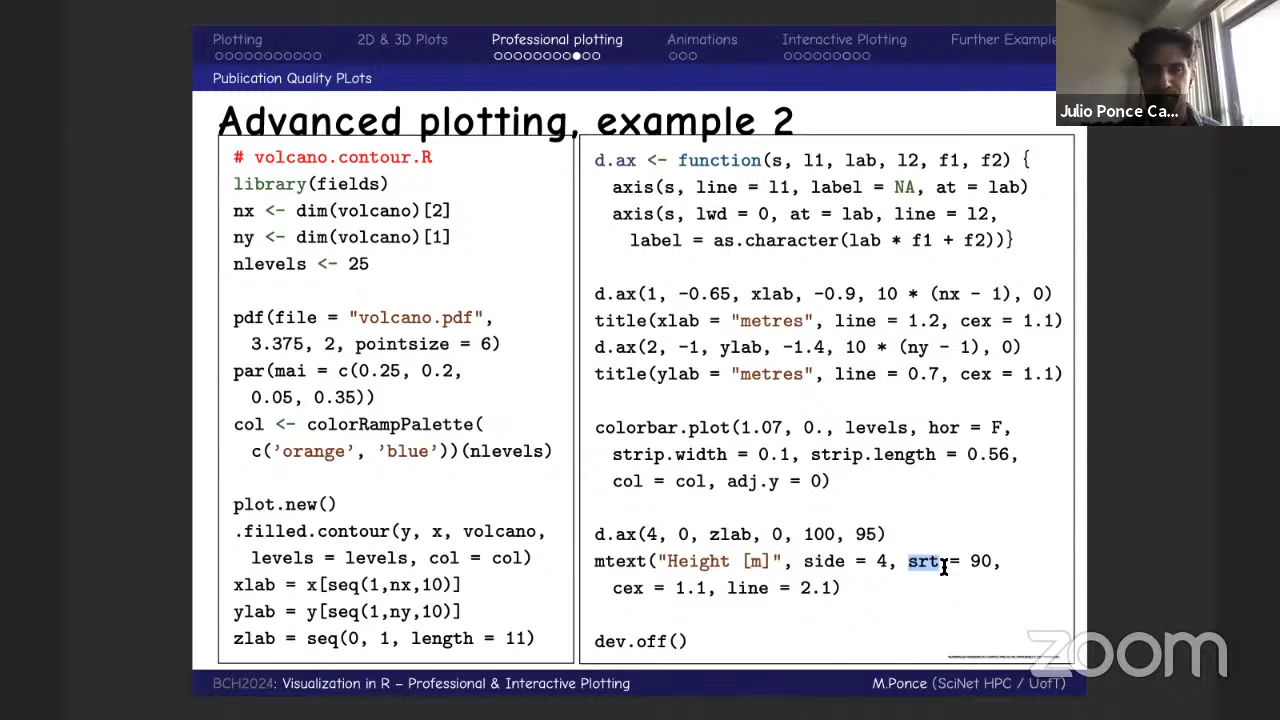 Plotting
2D & 3D Plots
Professional plotting
Animations
Interactive Plotting
Further Example
Publication Quality PLots
Julio Ponce Ca...
Advanced plotting, example 2
# volcano.contour.R
library(fields)
nx <- dim(volcano)[2]
ny <- dim(volcano)[1]
nlevels <- 25
pdf(file = "volcano.pdf",
3.375, 2, pointsize = 6)
par(mai = c(0.25, 0.2,
0.05, 0.35))
col <- colorRampPalette(
c('orange', 'blue'))(nlevels)
plot.new()
.filled.contour(y, x, volcano,
levels = levels, col = col)
xlab = x[seq(1,nx,10)]
ylab = y[seq(1,ny,10)]
zlab = seq(0, 1, length = 11)
d.ax <- function(s, l1, lab, l2, f1, f2) {
axis(s, line = l1, label = NA, at = lab)
axis(s, lwd = 0, at = lab, line = l2,
label = as.character(lab * f1 + f2))}
d.ax(1, -0.65, xlab, -0.9, 10 * (nx - 1), 0)
title(xlab = "metres", line = 1.2, cex = 1.1)
d.ax(2, -1, ylab, -1.4, 10 * (ny - 1), 0)
title(ylab = "metres", line = 0.7, cex = 1.1)
colorbar.plot(1.07, 0., levels, hor = F,
strip.width = 0.1, strip.length = 0.56,
col = col, adj.y = 0)
d.ax(4, 0, zlab, 0, 100, 95)
mtext("Height [m]", side = 4, srt = 90,
cex = 1.1, line = 2.1)
dev.off()
zoom
BCH2024: Visualization in R – Professional & Interactive Plotting
M.Ponce (SciNet HPC / UofT)